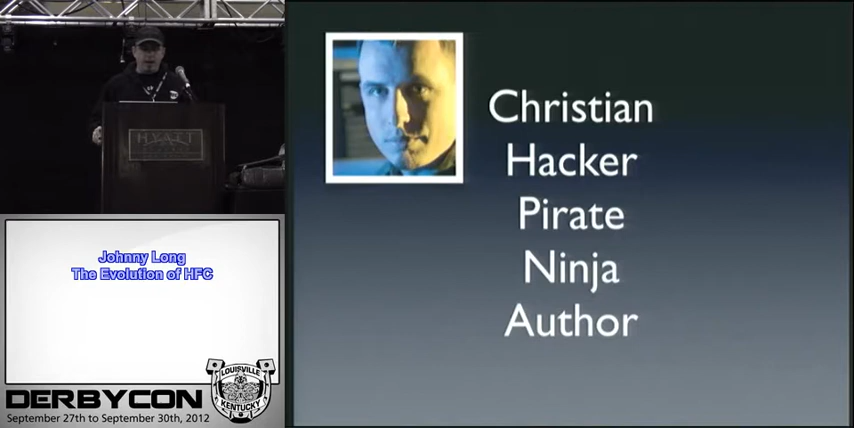 Christian
Hacker
Pirate
Ninja
Author
HYATT
Johnny Long
The Evolution of HFC
DERBYCON
September 27th to September 30th, 2012
LOUISVILLE
KENTUCKY